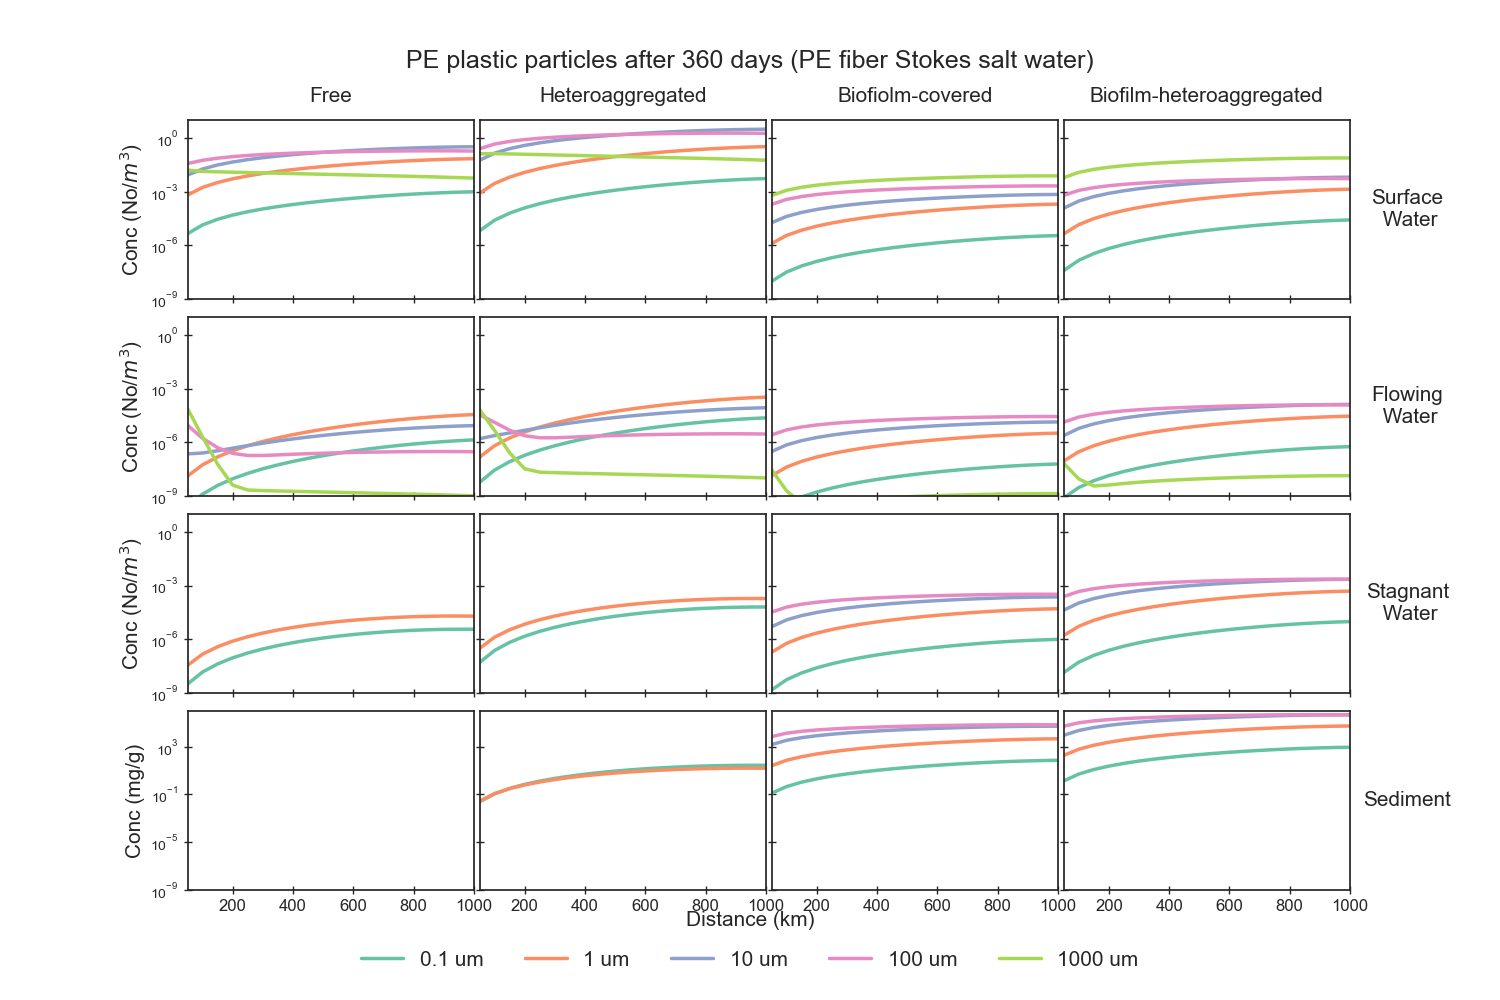 PE plastic particles after 360 days (PE fiber Stokes salt water)
Free Heteroaggregated Biofiolm-covered Biofilm-heteroaggregated
Conc (No/m³)
10⁰
10⁻³
10⁻⁶
10⁻⁹
Surface
Water
Conc (No/m³)
10⁰
10⁻³
10⁻⁶
10⁻⁹
Flowing
Water
Conc (No/m³)
10⁰
10⁻³
10⁻⁶
10⁻⁹
Stagnant
Water
Conc (mg/g)
10³
10⁻¹
10⁻⁵
10⁻⁹
Sediment
200 400 600 800 1000 200 400 600 800 1000 200 400 600 800 1000 200 400 600 800 1000
Distance (km)
0.1 um 1 um 10 um 100 um 1000 um